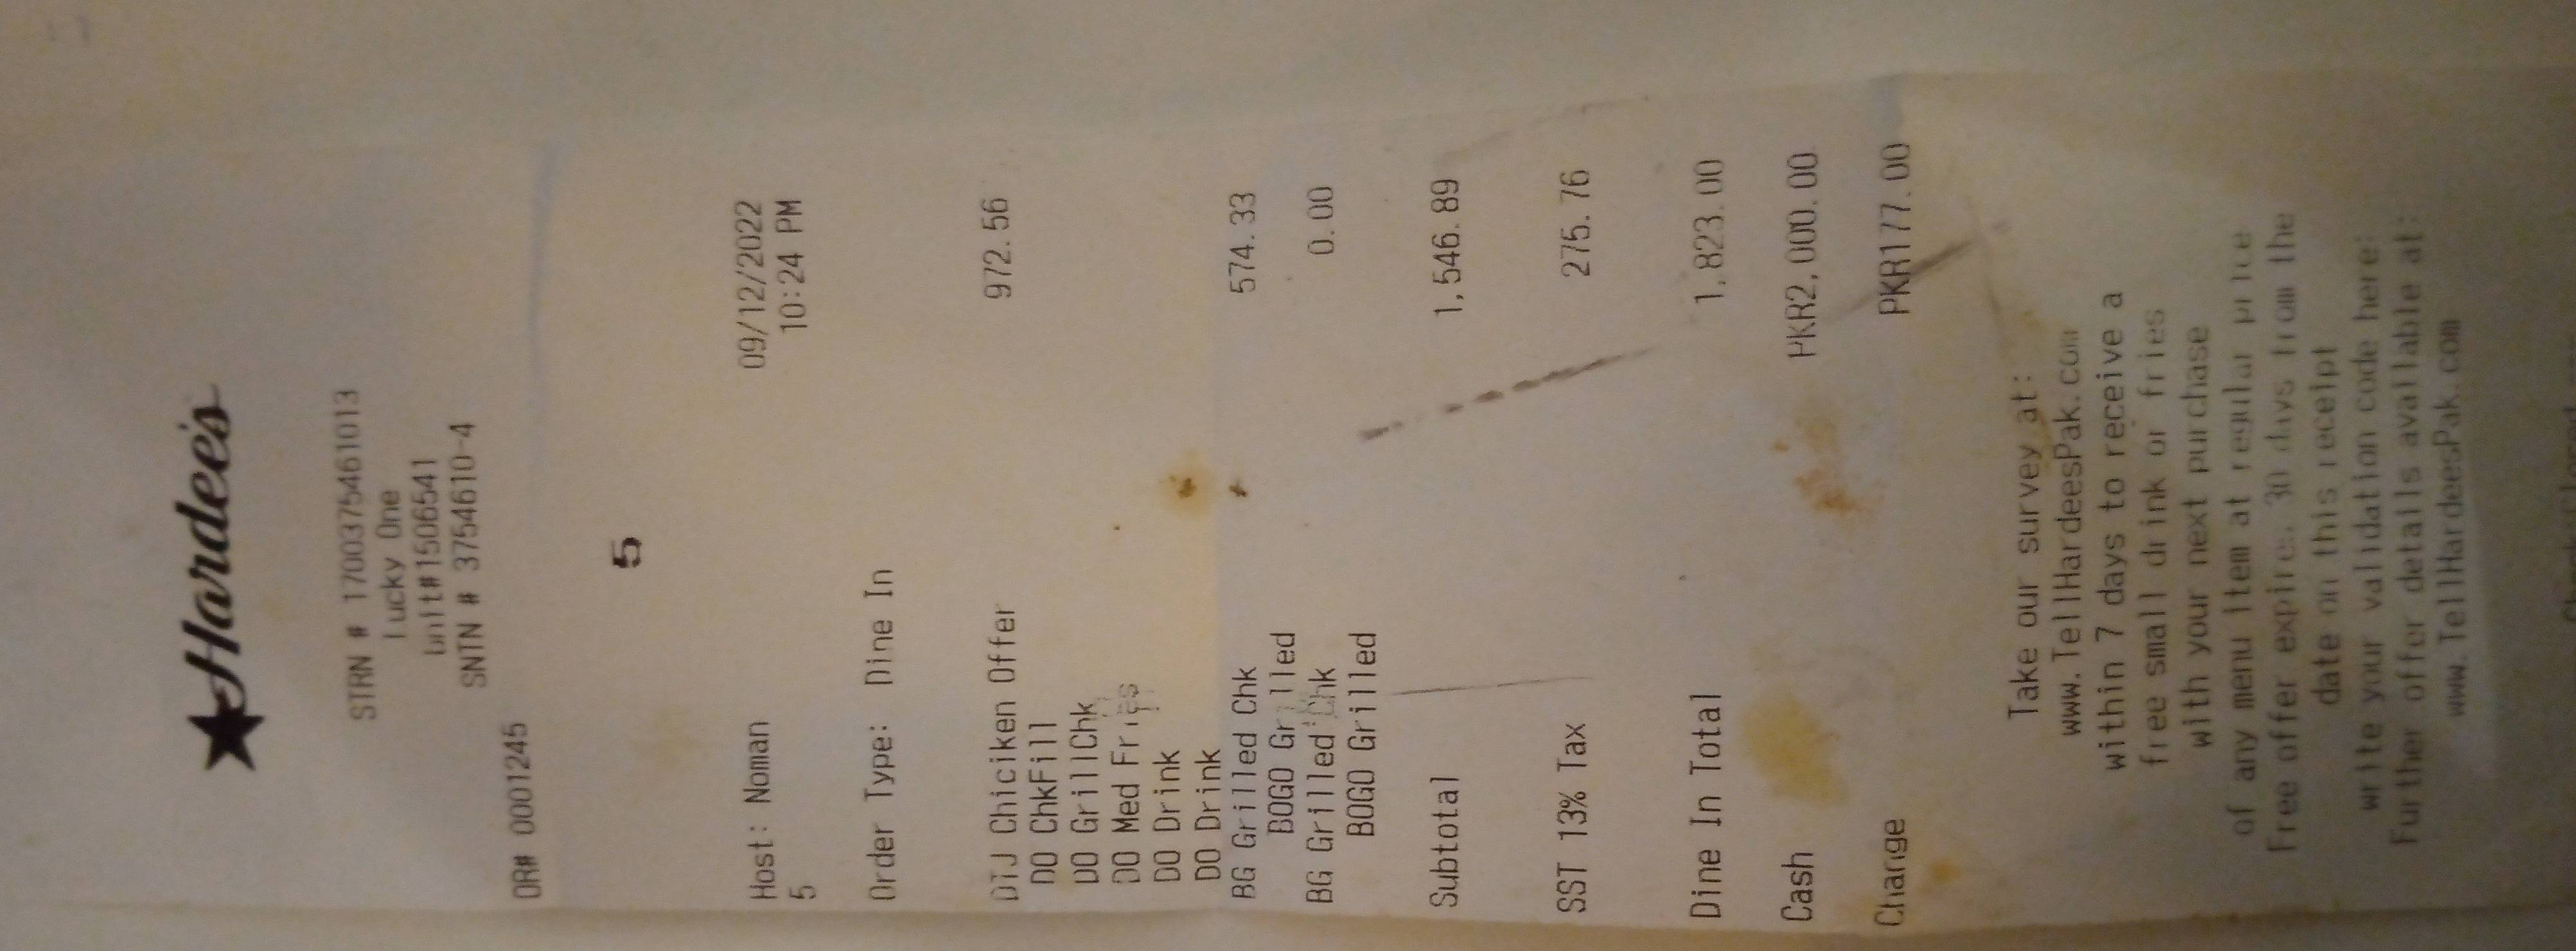 Hardee's
STRN # 1700375461013
Lucky One
Unit#1506541
SNTN # 3754610-4
OR# 0001245
5
Host: Noman 09/12/2022
5 10:24 PM
Order Type: Dine In
DIJ Chiciken Offer 972.56
DO ChkFill
DO GrillChk
DO Med Fries
DO Drink
DO Drink
BG Grilled Chk 574.33
BOGO Grilled
BG Grilled Chk 0.00
BOGO Grilled
Subtotal 1,546.89
SST 13% Tax 275.76
Dine In Total 1,823.00
Cash PKR2,000.00
Change PKR177.00
Take our survey at:
www.TellHardeesPak.com
within 7 days to receive a
free small drink or fries
with your next purchase
of any menu item at regular price
Free offer expires 30 days from the
date on this receipt
write your validation code here:
Further offer details available at:
www.TellHardeesPak.com